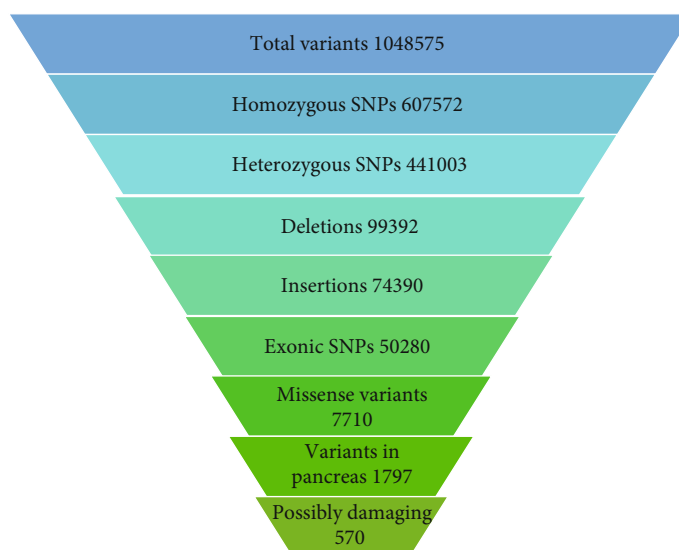 Total variants 1048575
Homozygous SNPs 607572
Heterozygous SNPs 441003
Deletions 99392
Insertions 74390
Exonic SNPs 50280
Missense variants
7710
Variants in
pancreas 1797
Possibly damaging
570